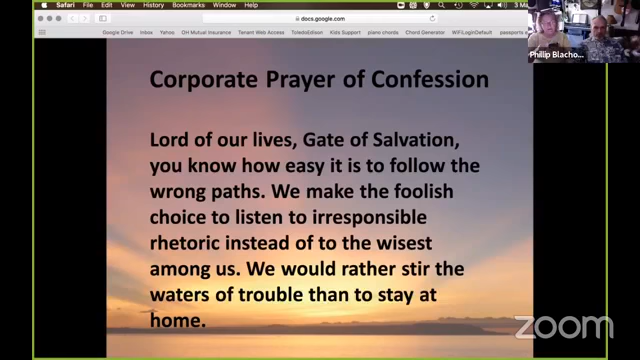 Safari File Edit View History Bookmarks Window Help
3 Ma
docs.google.com
Google Drive Inbox Yahoo OH Mutual Insurance Tenant Web Access ToledoEdison Kids Support piano chords Chord Generator WiFiLoginDefault passports a
Phillip Blacho...
Corporate Prayer of Confession
Lord of our lives, Gate of Salvation,
you know how easy it is to follow the
wrong paths. We make the foolish
choice to listen to irresponsible
rhetoric instead of to the wisest
among us. We would rather stir the
waters of trouble than to stay at
home.
zoom